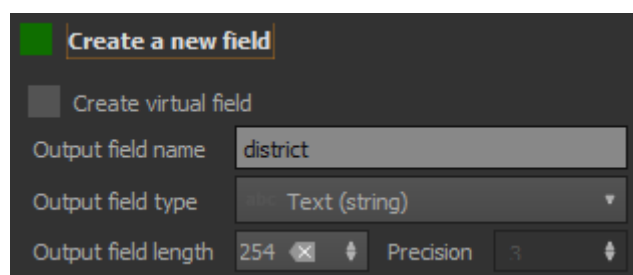 Create a new field
Create virtual field
Output field name district
Output field type abc Text (string)
Output field length 254 Precision 3